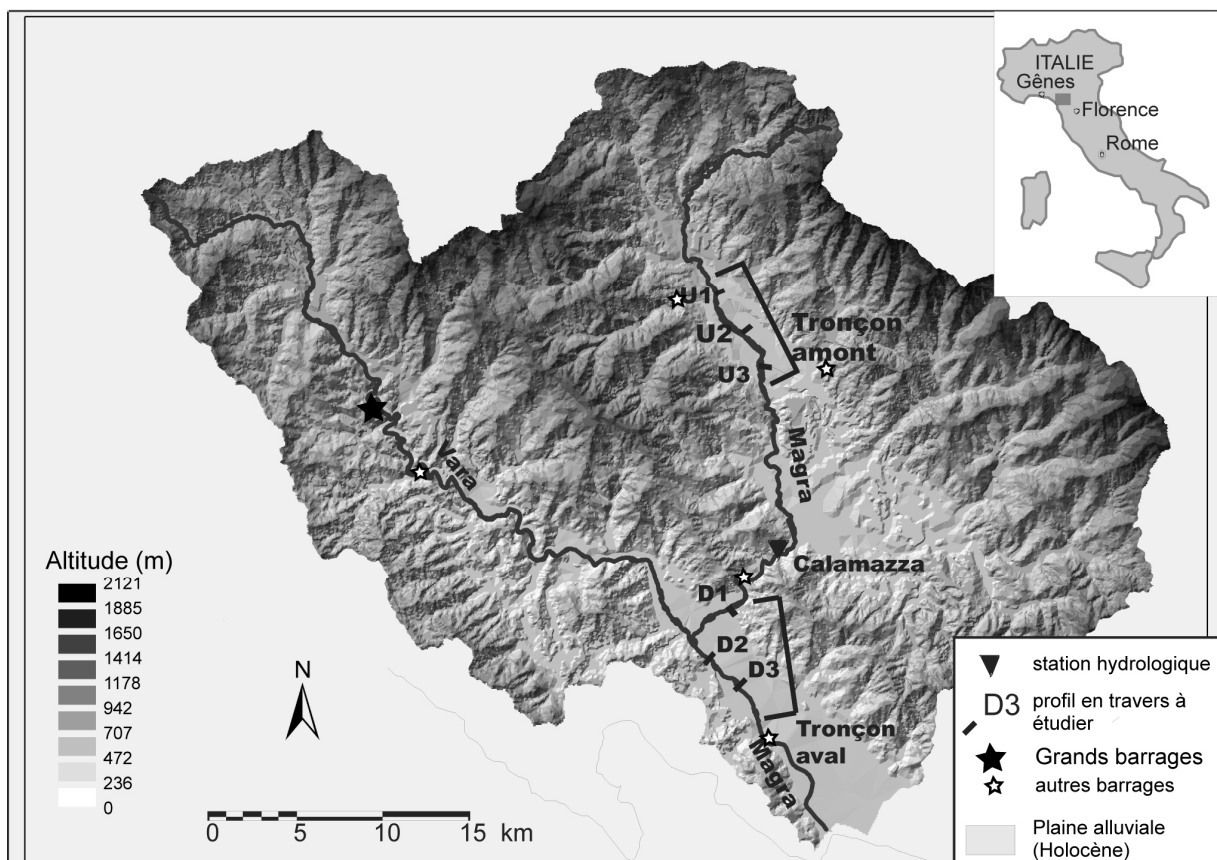 ITALIE
Gênes
Florence
Rome
U1
U2
U3
Tronçon
amont
Magra
Vara
Calamazza
D1
D2
D3
Tronçon
aval
Magra
Altitude (m)
2121
1885
1650
1414
1178
942
707
472
236
0
N
0 5 10 15 km
station hydrologique
D3 profil en travers à
étudier
Grands barrages
autres barrages
Plaine alluviale
(Holocène)